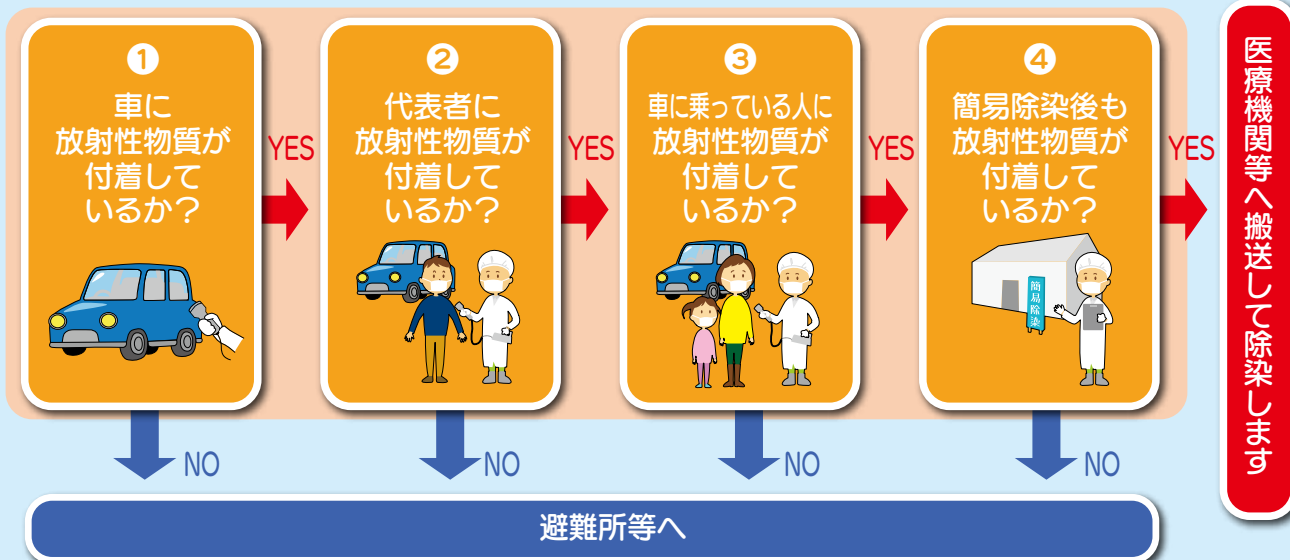 ❶
車に
放射性物質が
付着して
いるか？
YES
❷
代表者に
放射性物質が
付着して
いるか？
YES
❸
車に乗っている人に
放射性物質が
付着して
いるか？
YES
❹
簡易除染後も
放射性物質が
付着して
いるか？
簡易除染
YES
医療機関等へ搬送して除染します
NO
NO
NO
NO
避難所等へ